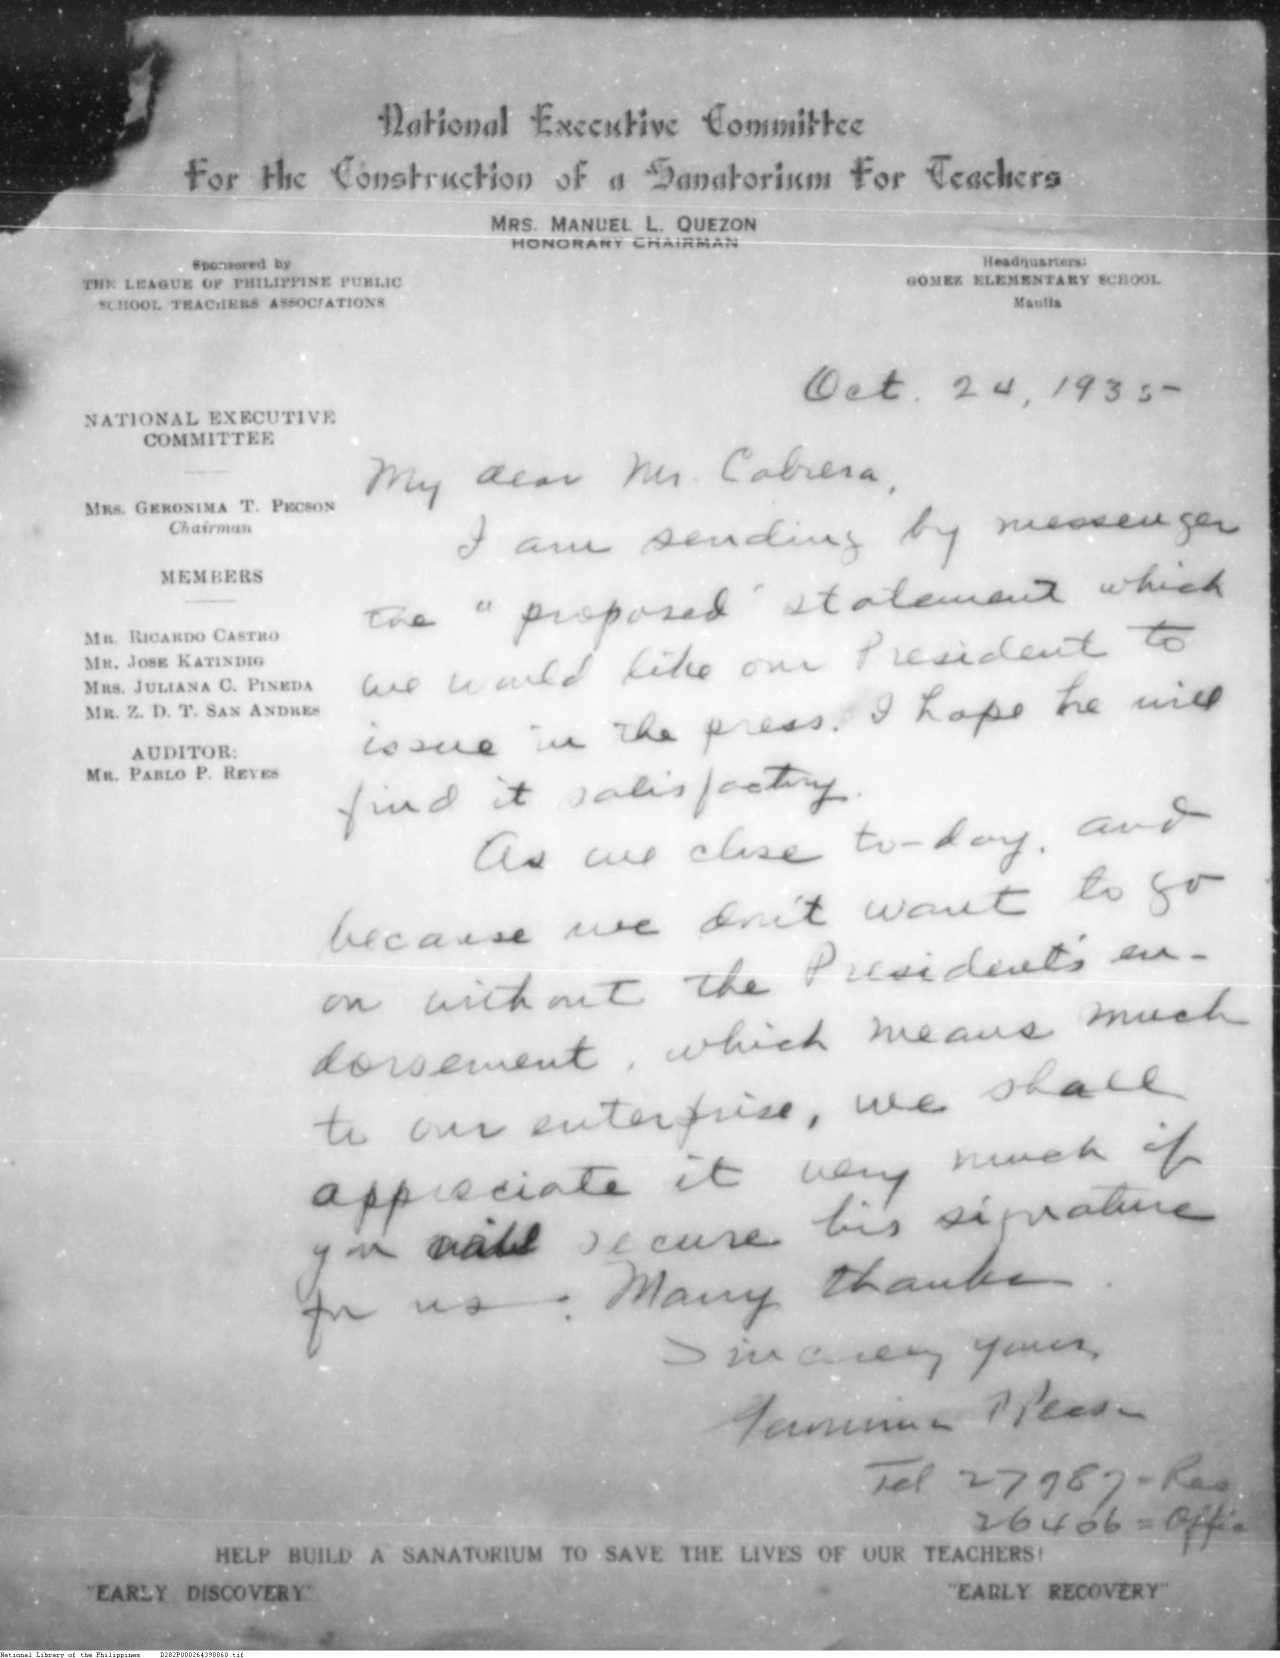 National Executive Committee
For the Construction of a Sanatorium For Teachers
MRS. MANUEL L. QUEZON
HONORARY CHAIRMAN
Sponsored by
THE LEAGUE OF PHILIPPINE PUBLIC
SCHOOL TEACHERS ASSOCIATIONS
Headquarters:
GOMEZ ELEMENTARY SCHOOL
Manila
Oct. 24, 1935
NATIONAL EXECUTIVE
COMMITTEE
MRS. GERONIMA T. PECSON
Chairman
MEMBERS
MR. RICARDO CASTRO
MR. JOSE KATINDIG
MRS. JULIANA C. PINEDA
MR. Z. D. T. SAN ANDRES
AUDITOR:
MR. PABLO P. REYES
My dear Mr. Cabrera,
I am sending by messenger
the "proposed" statement which
we would like our President to
issue in the press. I hope he will
find it satisfactory.
As we close to-day, and
because we don't want to go
on without the President's en-
dorsement, which means much
to our enterprise, we shall
appreciate it very much if
you will secure his signature
for us. Many thanks.
Sincerely yours,
Geronima T Pecson
Tel 27987 - Res
26406 = Office
HELP BUILD A SANATORIUM TO SAVE THE LIVES OF OUR TEACHERS!
"EARLY DISCOVERY"
"EARLY RECOVERY"
National Library of the Philippines D282P000264398060.tif